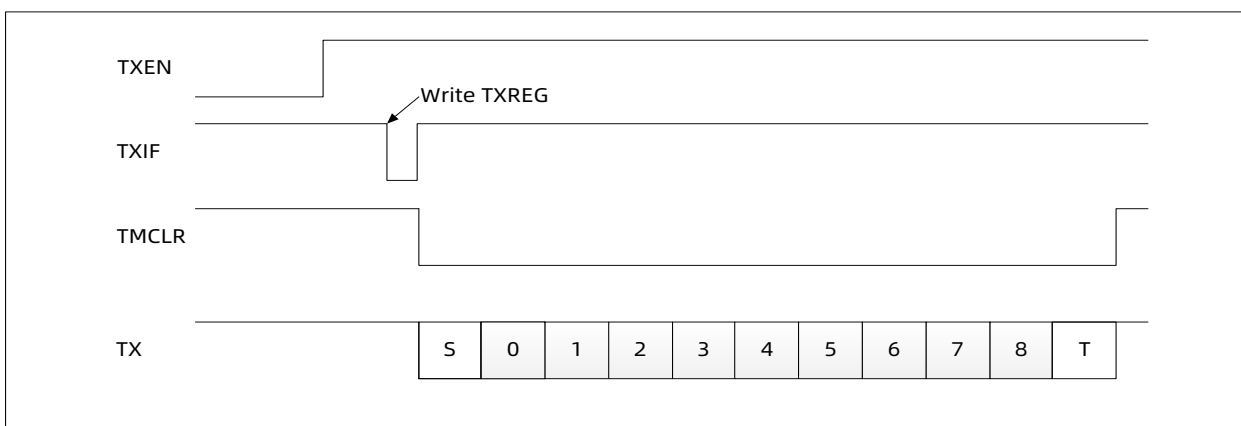 TXEN
Write TXREG
TXIF
TMCLR
TX S 0 1 2 3 4 5 6 7 8 T